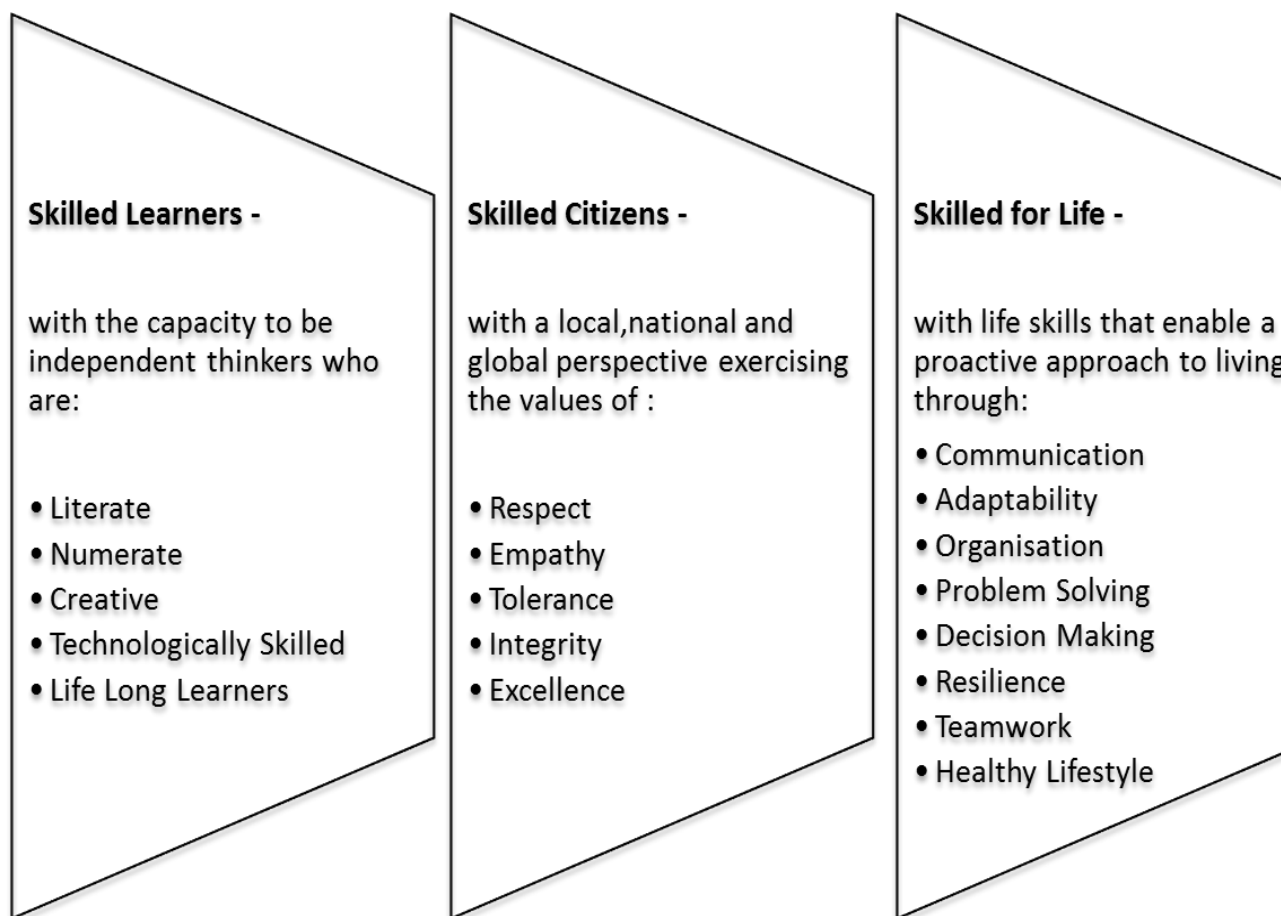 Skilled Learners -
with the capacity to be
independent thinkers who
are:
• Literate
• Numerate
• Creative
• Technologically Skilled
• Life Long Learners
Skilled Citizens -
with a local,national and
global perspective exercising
the values of :
• Respect
• Empathy
• Tolerance
• Integrity
• Excellence
Skilled for Life -
with life skills that enable a
proactive approach to living
through:
• Communication
• Adaptability
• Organisation
• Problem Solving
• Decision Making
• Resilience
• Teamwork
• Healthy Lifestyle